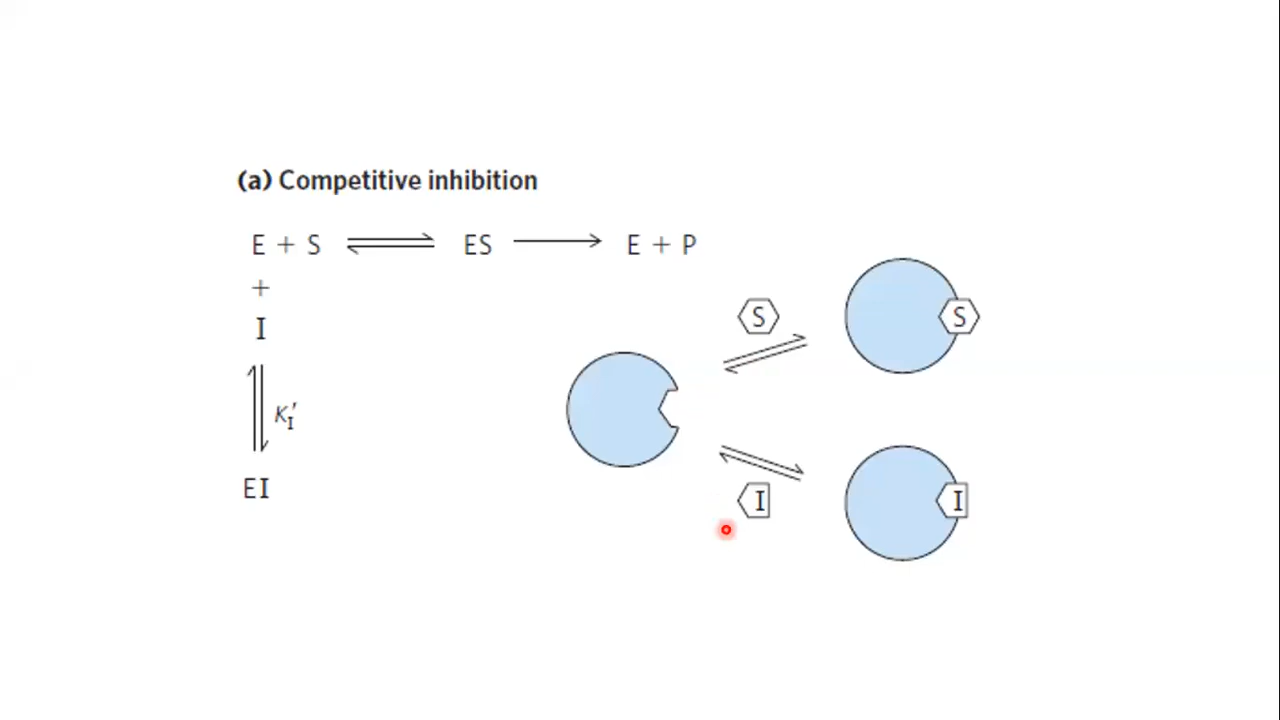 (a) Competitive inhibition
E + S ⇌ ES ⟶ E + P
+
I
K′I
EI
S
S
I
I